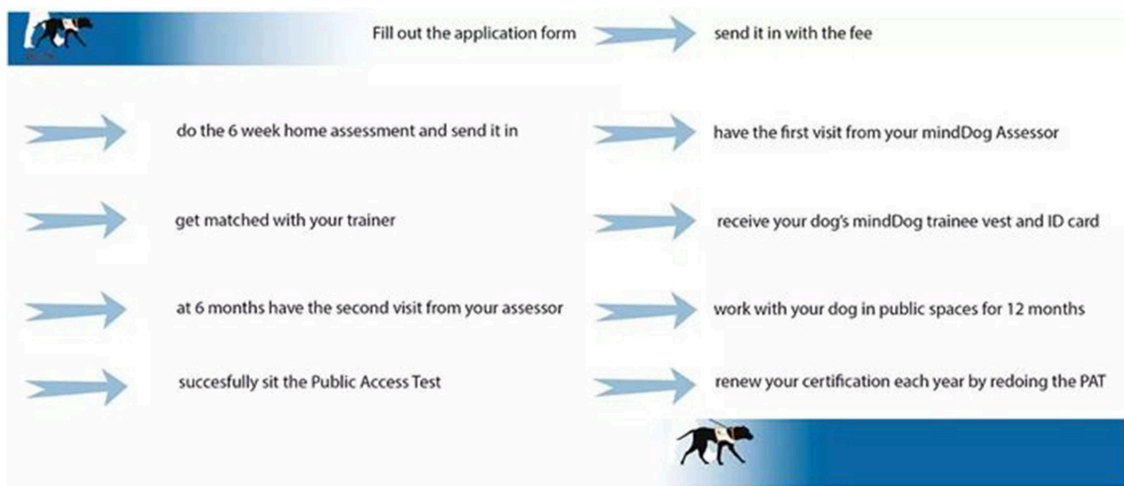 Fill out the application form
send it in with the fee
do the 6 week home assessment and send it in
have the first visit from your mindDog Assessor
get matched with your trainer
receive your dog's mindDog trainee vest and ID card
at 6 months have the second visit from your assessor
work with your dog in public spaces for 12 months
succesfully sit the Public Access Test
renew your certification each year by redoing the PAT